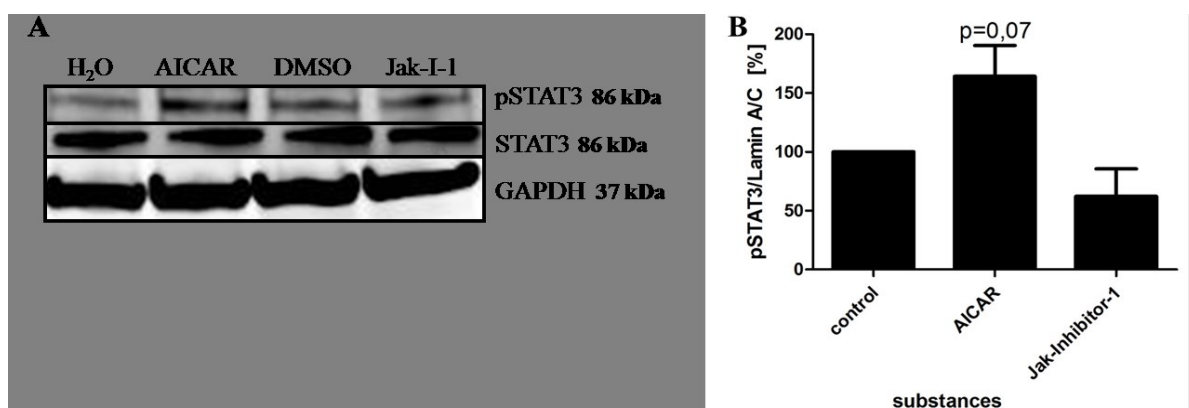 A
H₂O AICAR DMSO Jak-I-1
pSTAT3 86 kDa
STAT3 86 kDa
GAPDH 37 kDa
B
p=0,07
pSTAT3/Lamin A/C [%]
200
150
100
50
0
control
AICAR
Jak-Inhibitor-1
substances